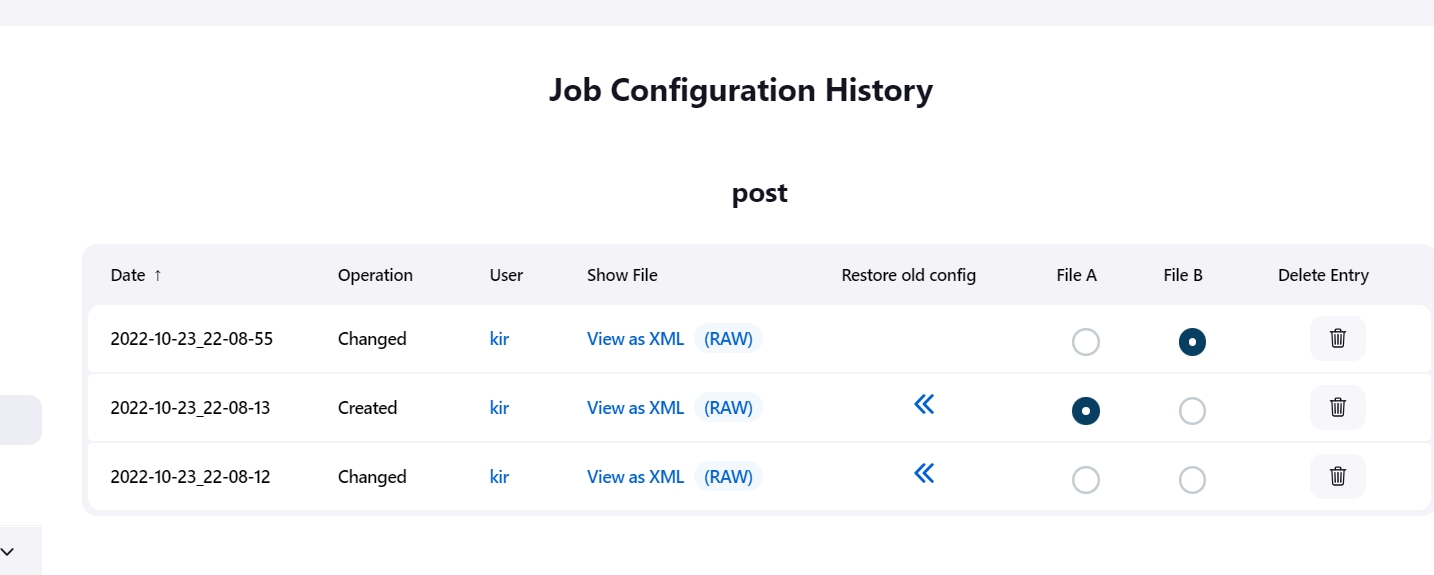 Job Configuration History
post
Date ↑ Operation User Show File Restore old config File A File B Delete Entry
2022-10-23_22-08-55 Changed kir View as XML (RAW)
2022-10-23_22-08-13 Created kir View as XML (RAW)
2022-10-23_22-08-12 Changed kir View as XML (RAW)